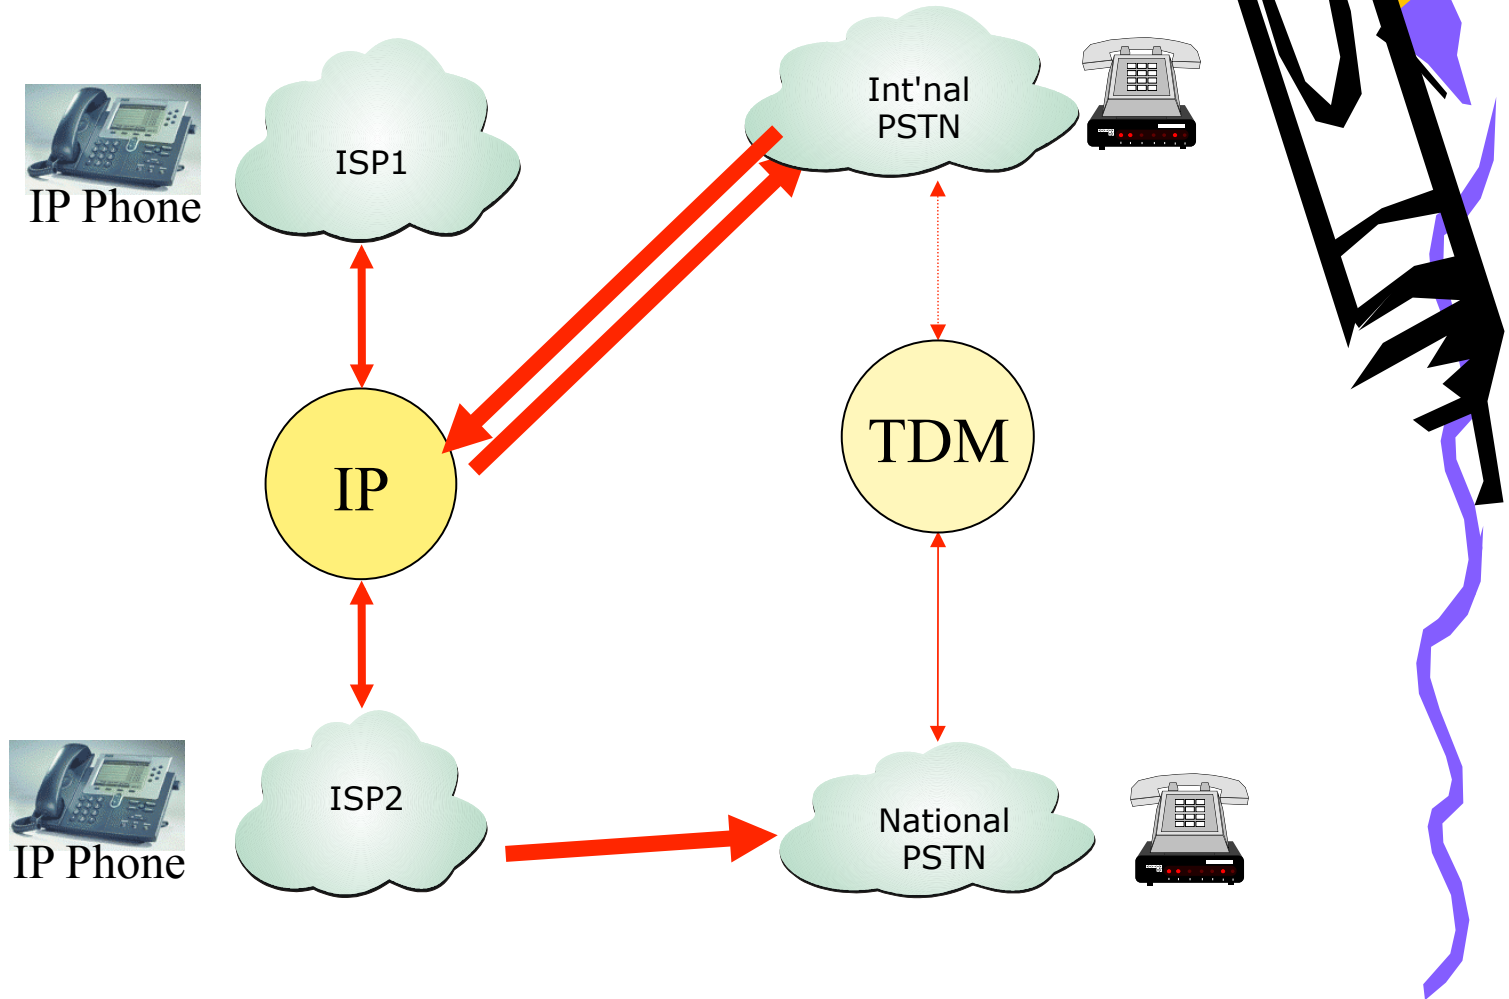 Int'nal
PSTN
ISP1
IP Phone
TDM
IP
ISP2
National
PSTN
IP Phone